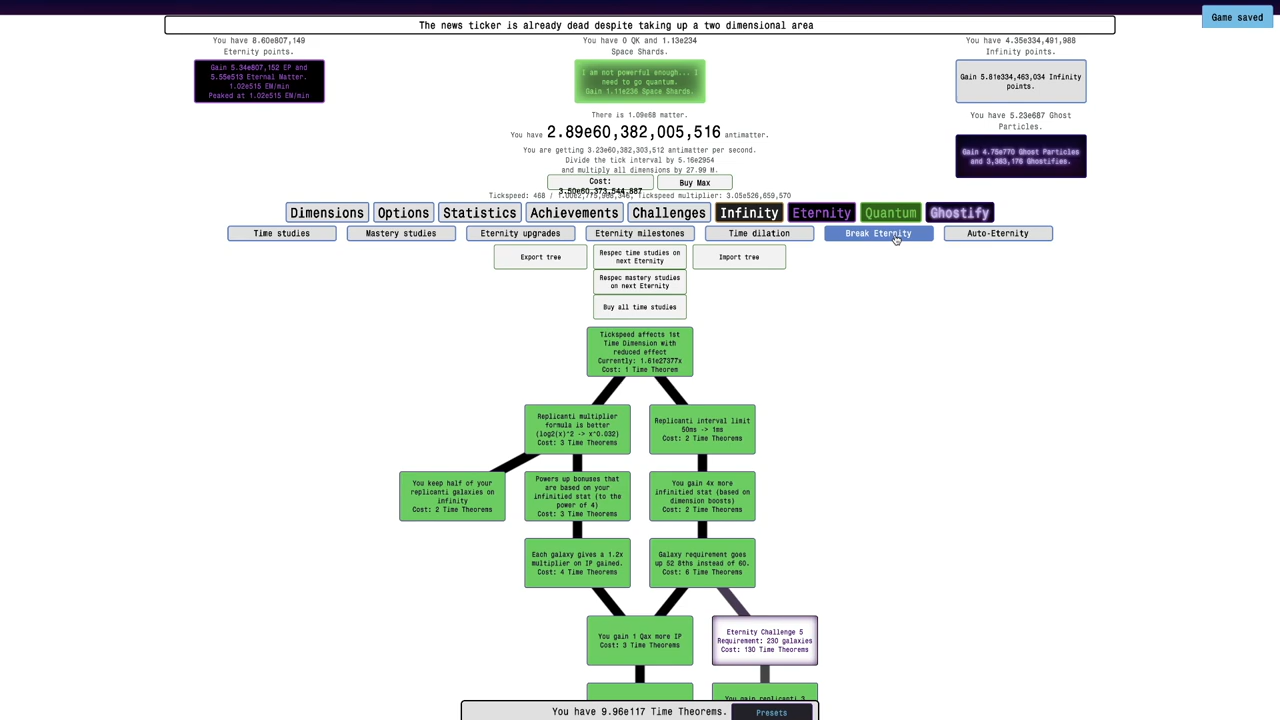 The news ticker is already dead despite taking up a two dimensional area
Game saved
You have 8.60e807,149
Eternity points.
Gain 5.34e807,152 EP and
5.55e513 Eternal Matter.
1.02e515 EM/min
Peaked at 1.02e515 EM/min
You have 0 QK and 1.13e234
Space Shards.
I am not powerful enough... I
need to go quantum.
Gain 1.11e236 Space Shards.
You have 4.35e334,491,988
Infinity points.
Gain 5.81e334,463,034 Infinity
points.
You have 5.23e687 Ghost
Particles.
Gain 4.75e770 Ghost Particles
and 3,363,176 Ghostifies.
There is 1.09e68 matter.
You have 2.89e60,382,005,516 antimatter.
You are getting 3.23e60,382,303,512 antimatter per second.
Divide the tick interval by 5.16e2954
and multiply all dimensions by 27.99 M.
Cost:
3.50e60,373,544,887
Buy Max
Tickspeed: 468 / Tickspeed multiplier: 3.05e526,659,570
Dimensions
Options
Statistics
Achievements
Challenges
Infinity
Eternity
Quantum
Ghostify
Time studies
Mastery studies
Eternity upgrades
Eternity milestones
Time dilation
Break Eternity
Auto-Eternity
Export tree
Respec time studies on
next Eternity
Import tree
Respec mastery studies
on next Eternity
Buy all time studies
Tickspeed affects 1st
Time Dimension with
reduced effect
Currently: 1.61e27377x
Cost: 1 Time Theorem
Replicanti multiplier
formula is better
(log2(x)^2 -> x^0.032)
Cost: 3 Time Theorems
Replicanti interval limit
50ms -> 1ms
Cost: 2 Time Theorems
You keep half of your
replicanti galaxies on
infinity
Cost: 2 Time Theorems
Powers up bonuses that
are based on your
infinitied stat (to the
power of 4)
Cost: 3 Time Theorems
You gain 4x more
infinitied stat (based on
dimension boosts)
Cost: 2 Time Theorems
Each galaxy gives a 1.2x
multiplier on IP gained.
Cost: 4 Time Theorems
Galaxy requirement goes
up 52 8ths instead of 60.
Cost: 6 Time Theorems
You gain 1 Qax more IP
Cost: 3 Time Theorems
Eternity Challenge 5
Requirement: 230 galaxies
Cost: 130 Time Theorems
You gain replicanti 3
You have 9.96e117 Time Theorems.
Presets